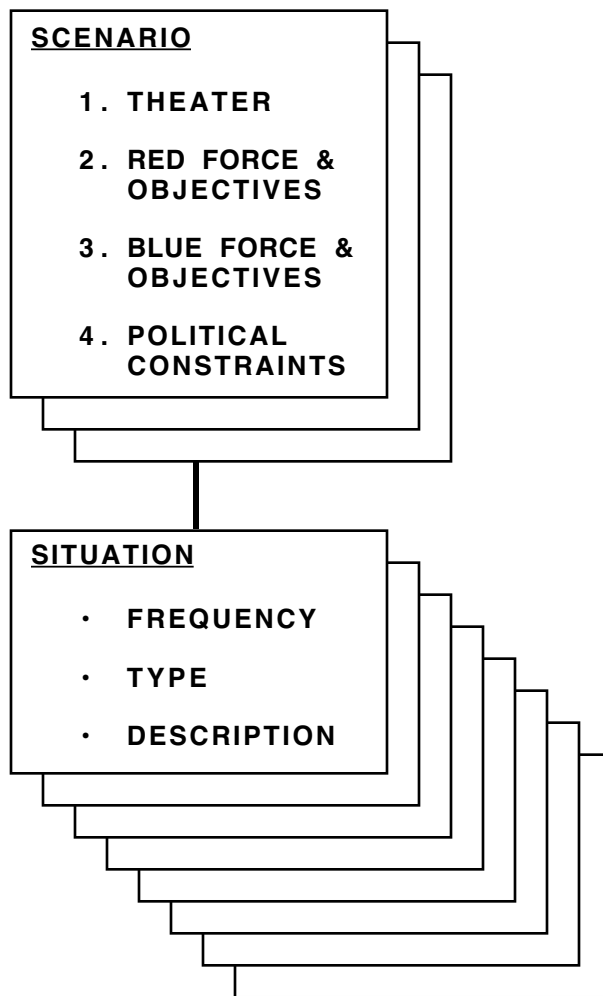 SCENARIO
1. THEATER
2. RED FORCE &
OBJECTIVES
3. BLUE FORCE &
OBJECTIVES
4. POLITICAL
CONSTRAINTS
SITUATION
· FREQUENCY
· TYPE
· DESCRIPTION